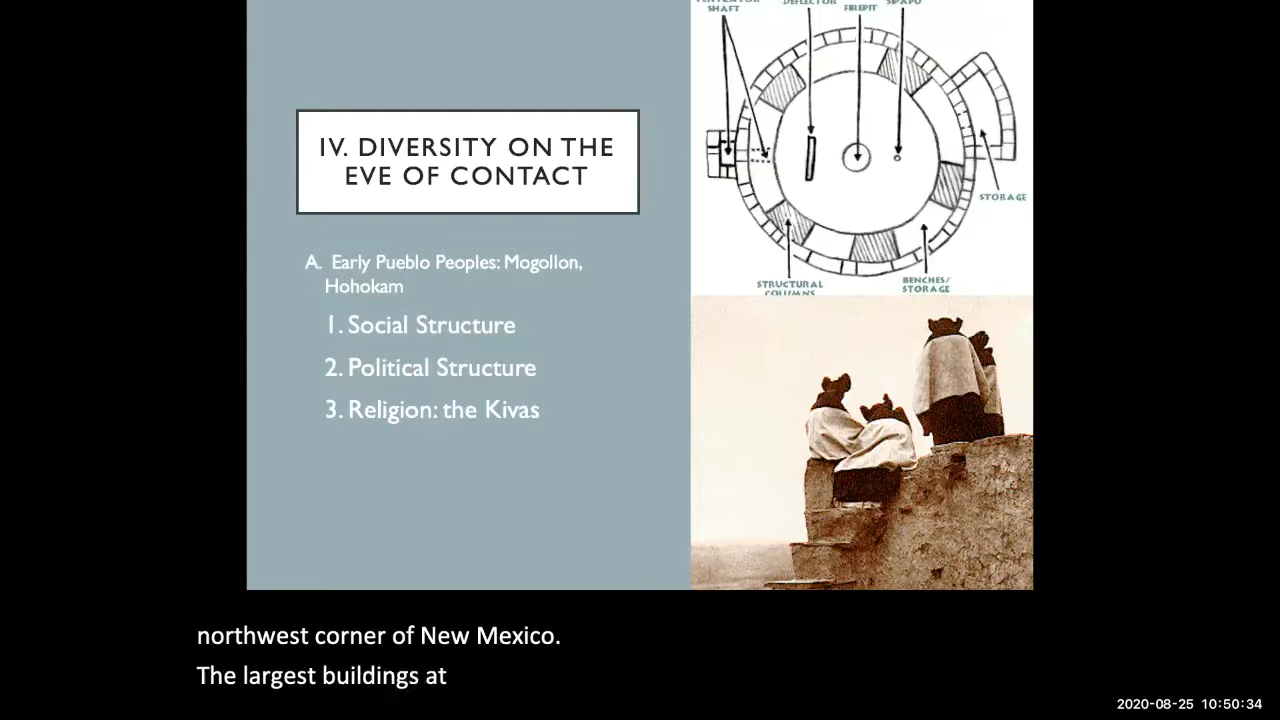 SHAFT
DEFLECTOR
FIREPIT
SIPAPU
IV. DIVERSITY ON THE
EVE OF CONTACT
STORAGE
A. Early Pueblo Peoples: Mogollon,
Hohokam
STRUCTURAL
COLUMNS
BENCHES/
STORAGE
1. Social Structure
2. Political Structure
3. Religion: the Kivas
northwest corner of New Mexico.
The largest buildings at
2020-08-25 10:50:34